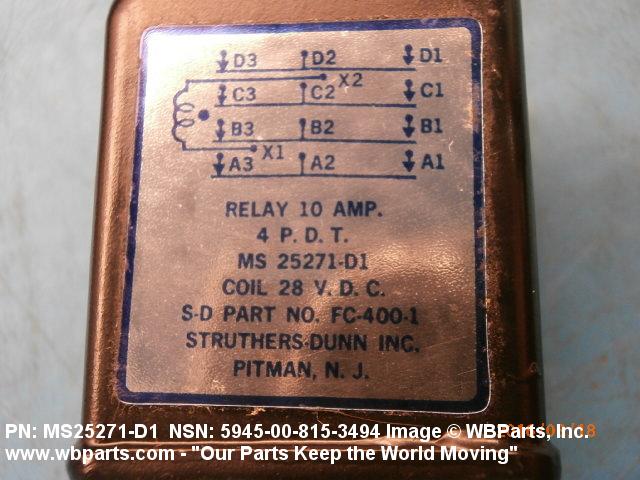 D3 D2 D1
X2
C3 C2 C1
B3 B2 B1
X1
A3 A2 A1
RELAY 10 AMP.
4 P. D. T.
MS 25271-D1
COIL 28 V. D. C.
S-D PART NO. FC-400-1
STRUTHERS-DUNN INC.
PITMAN, N. J.
PN: MS25271-D1 NSN: 5945-00-815-3494 Image © WBParts, Inc.
www.wbparts.com - "Our Parts Keep the World Moving"